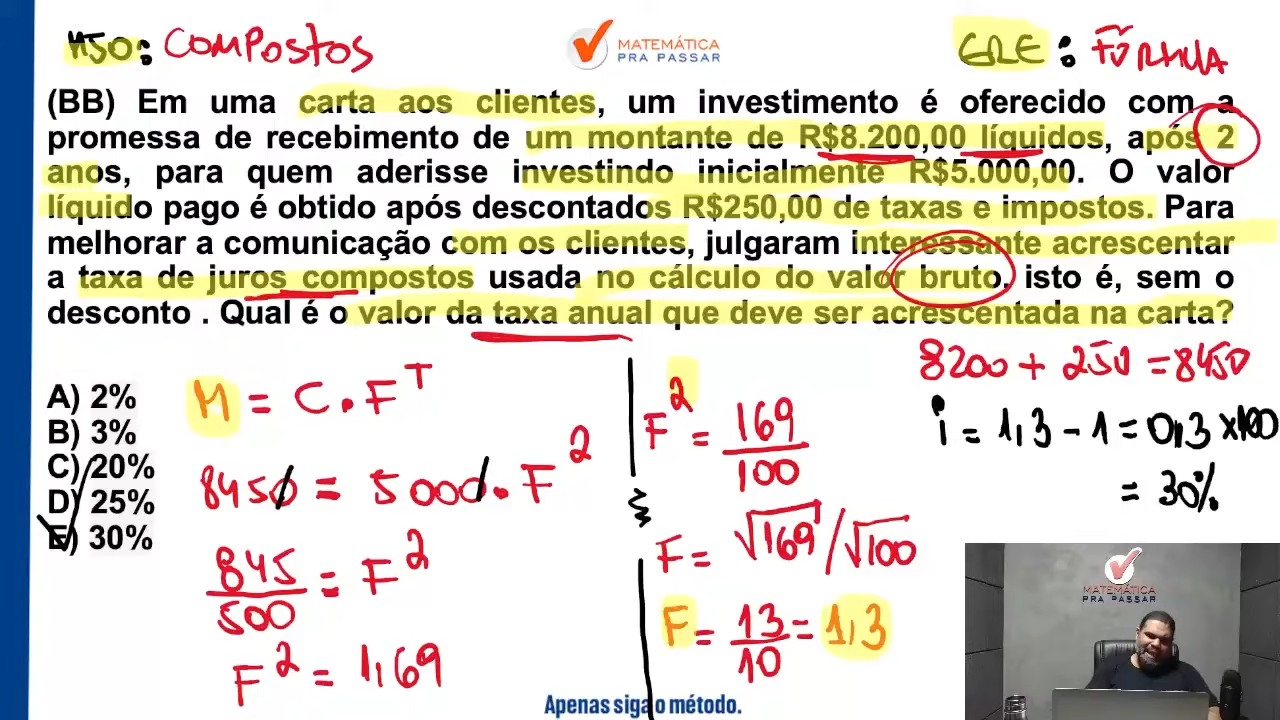 MSO: COMPOSTOS
MATEMÁTICA
PRA PASSAR
GRE: FÓRMULA
(BB) Em uma carta aos clientes, um investimento é oferecido com a
promessa de recebimento de um montante de R$8.200,00 líquidos, após 2
anos, para quem aderisse investindo inicialmente R$5.000,00. O valor
líquido pago é obtido após descontados R$250,00 de taxas e impostos. Para
melhorar a comunicação com os clientes, julgaram interessante acrescentar
a taxa de juros compostos usada no cálculo do valor bruto. isto é, sem o
desconto . Qual é o valor da taxa anual que deve ser acrescentada na carta?
8200 + 250 = 8450
A) 2%
B) 3%
C) 20%
D) 25%
E) 30%
M = C . F^T
8450 = 5000 . F^2
845/500 = F^2
F^2 = 1,69
F^2 = 169/100
F = √169 / √100
F = 13/10 = 1,3
i = 1,3 - 1 = 0,3 x 100
= 30%
MATEMÁTICA
PRA PASSAR
Apenas siga o método.